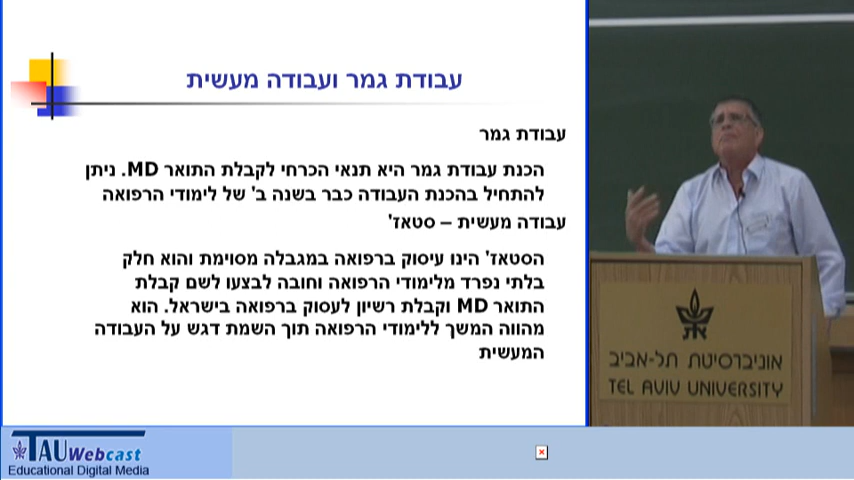 עבודת גמר ועבודה מעשית
עבודת גמר
הכנת עבודת גמר היא תנאי הכרחי לקבלת התואר MD. ניתן
להתחיל בהכנת העבודה כבר בשנה ב' של לימודי הרפואה
עבודה מעשית – סטאז'
הסטאז' הינו עיסוק ברפואה במגבלה מסוימת והוא חלק
בלתי נפרד מלימודי הרפואה וחובה לבצעו לשם קבלת
התואר MD וקבלת רשיון לעסוק ברפואה בישראל. הוא
מהווה המשך ללימודי הרפואה תוך השמת דגש על העבודה
המעשית
אוניברסיטת תל-אביב
TEL AVIV UNIVERSITY
TAU Webcast
Educational Digital Media